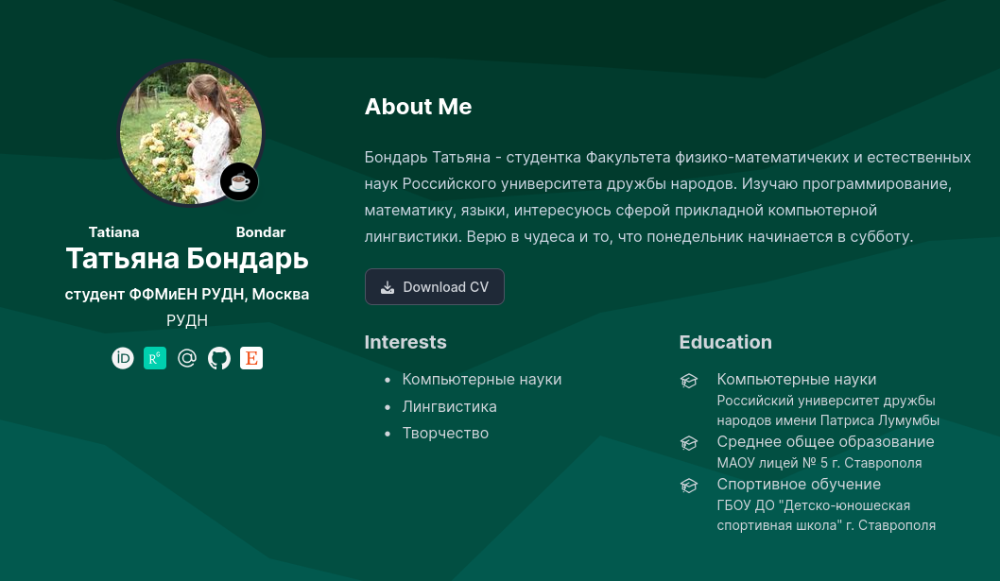 Tatiana Bondar
Татьяна Бондарь
студент ФФМиЕН РУДН, Москва
РУДН
iD R6 @ E
About Me
Бондарь Татьяна - студентка Факультета физико-математичеких и естественных
наук Российского университета дружбы народов. Изучаю программирование,
математику, языки, интересуюсь сферой прикладной компьютерной
лингвистики. Верю в чудеса и то, что понедельник начинается в субботу.
Download CV
Interests
• Компьютерные науки
• Лингвистика
• Творчество
Education
Компьютерные науки
Российский университет дружбы
народов имени Патриса Лумумбы
Среднее общее образование
МАОУ лицей № 5 г. Ставрополя
Спортивное обучение
ГБОУ ДО "Детско-юношеская
спортивная школа" г. Ставрополя